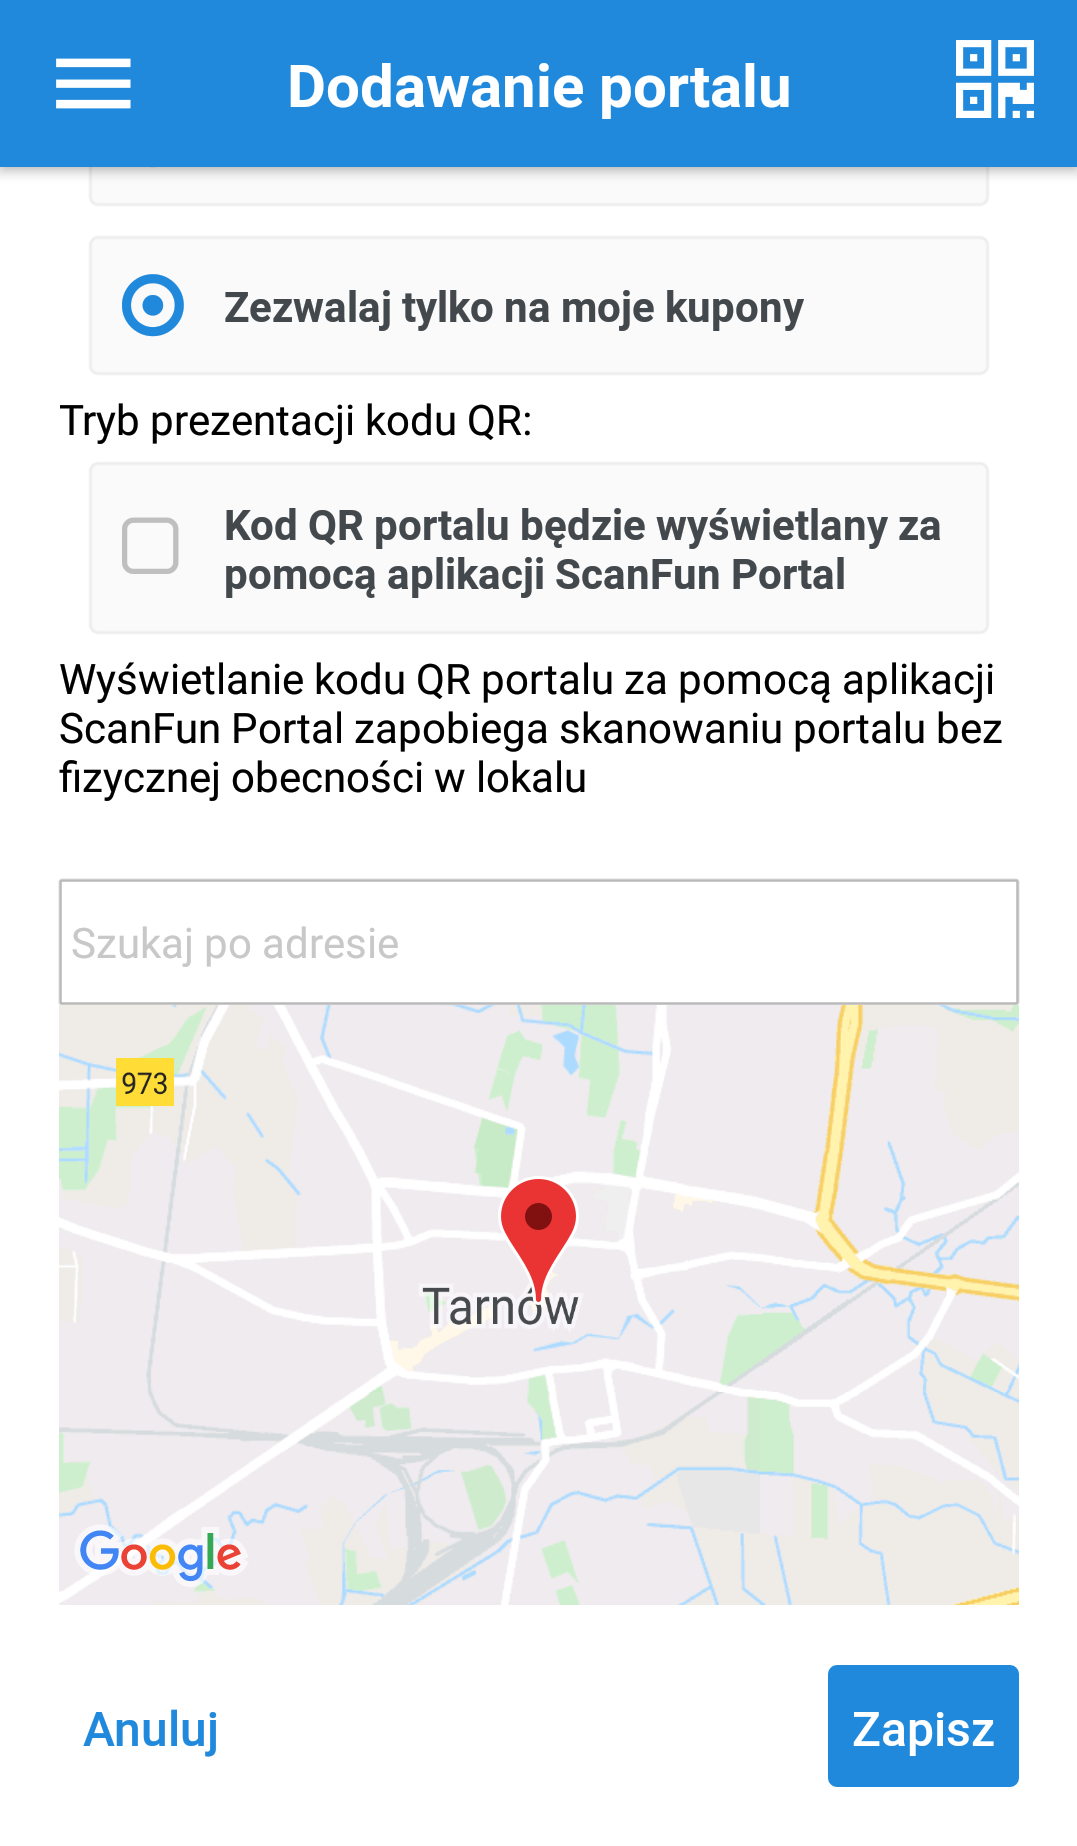 Dodawanie portalu
Zezwalaj tylko na moje kupony
Tryb prezentacji kodu QR:
Kod QR portalu będzie wyświetlany za
pomocą aplikacji ScanFun Portal
Wyświetlanie kodu QR portalu za pomocą aplikacji
ScanFun Portal zapobiega skanowaniu portalu bez
fizycznej obecności w lokalu
Szukaj po adresie
973
Tarnów
Google
Anuluj
Zapisz